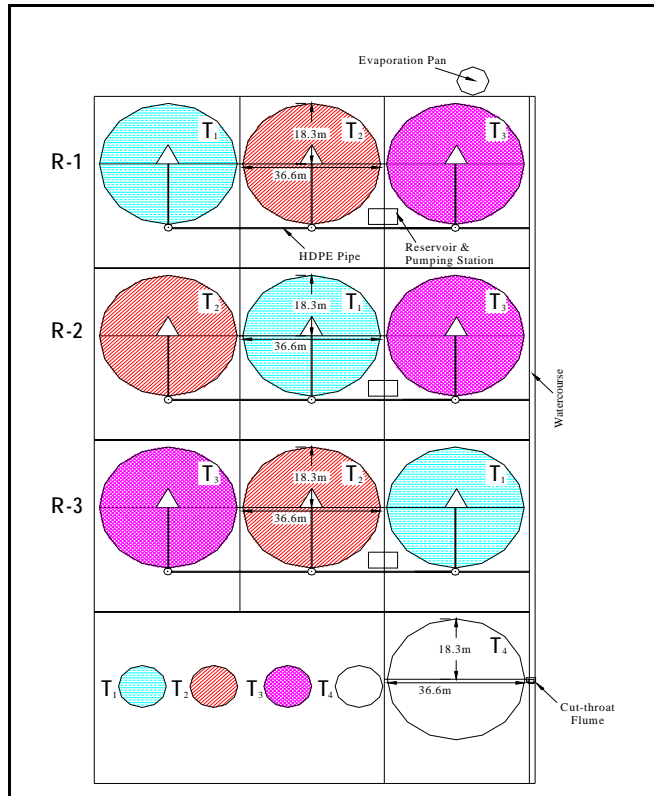 Evaporation Pan
T1
T2
T3
18.3m
R-1
36.6m
HDPE Pipe
Reservoir &
Pumping Station
T2
T1
T3
18.3m
R-2
36.6m
Watercourse
T3
T2
T1
18.3m
R-3
36.6m
T4
18.3m
T1
T2
T3
T4
36.6m
Cut-throat
Flume